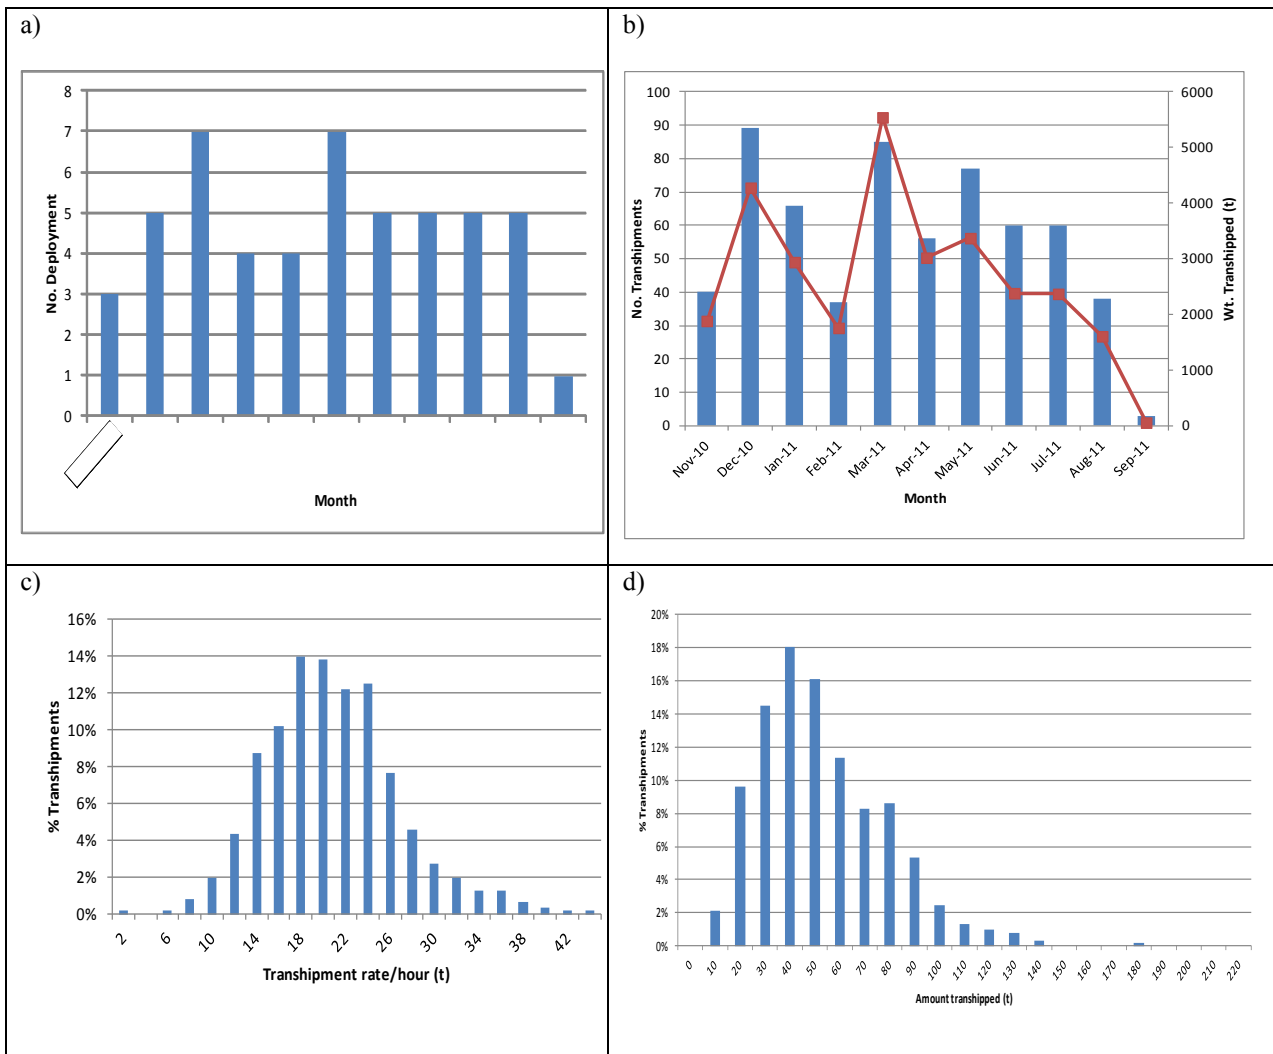 a)
8
7
6
5
4
3
2
1
0
No. Deployment
Month
b)
100
90
80
70
60
50
40
30
20
10
0
No. Transhipments
6000
5000
4000
3000
2000
1000
0
Wt. Transhipped (t)
Nov-10 Dec-10 Jan-11 Feb-11 Mar-11 Apr-11 May-11 Jun-11 Jul-11 Aug-11 Sep-11
Month
c)
16%
14%
12%
10%
8%
6%
4%
2%
0%
% Transhipments
2 6 10 14 18 22 26 30 34 38 42
Transhipment rate/hour (t)
d)
20%
18%
16%
14%
12%
10%
8%
6%
4%
2%
0%
% Transhipments
0 10 20 30 40 50 60 70 80 90 100 110 120 130 140 150 160 170 180 190 200 210 220
Amount transhipped (t)